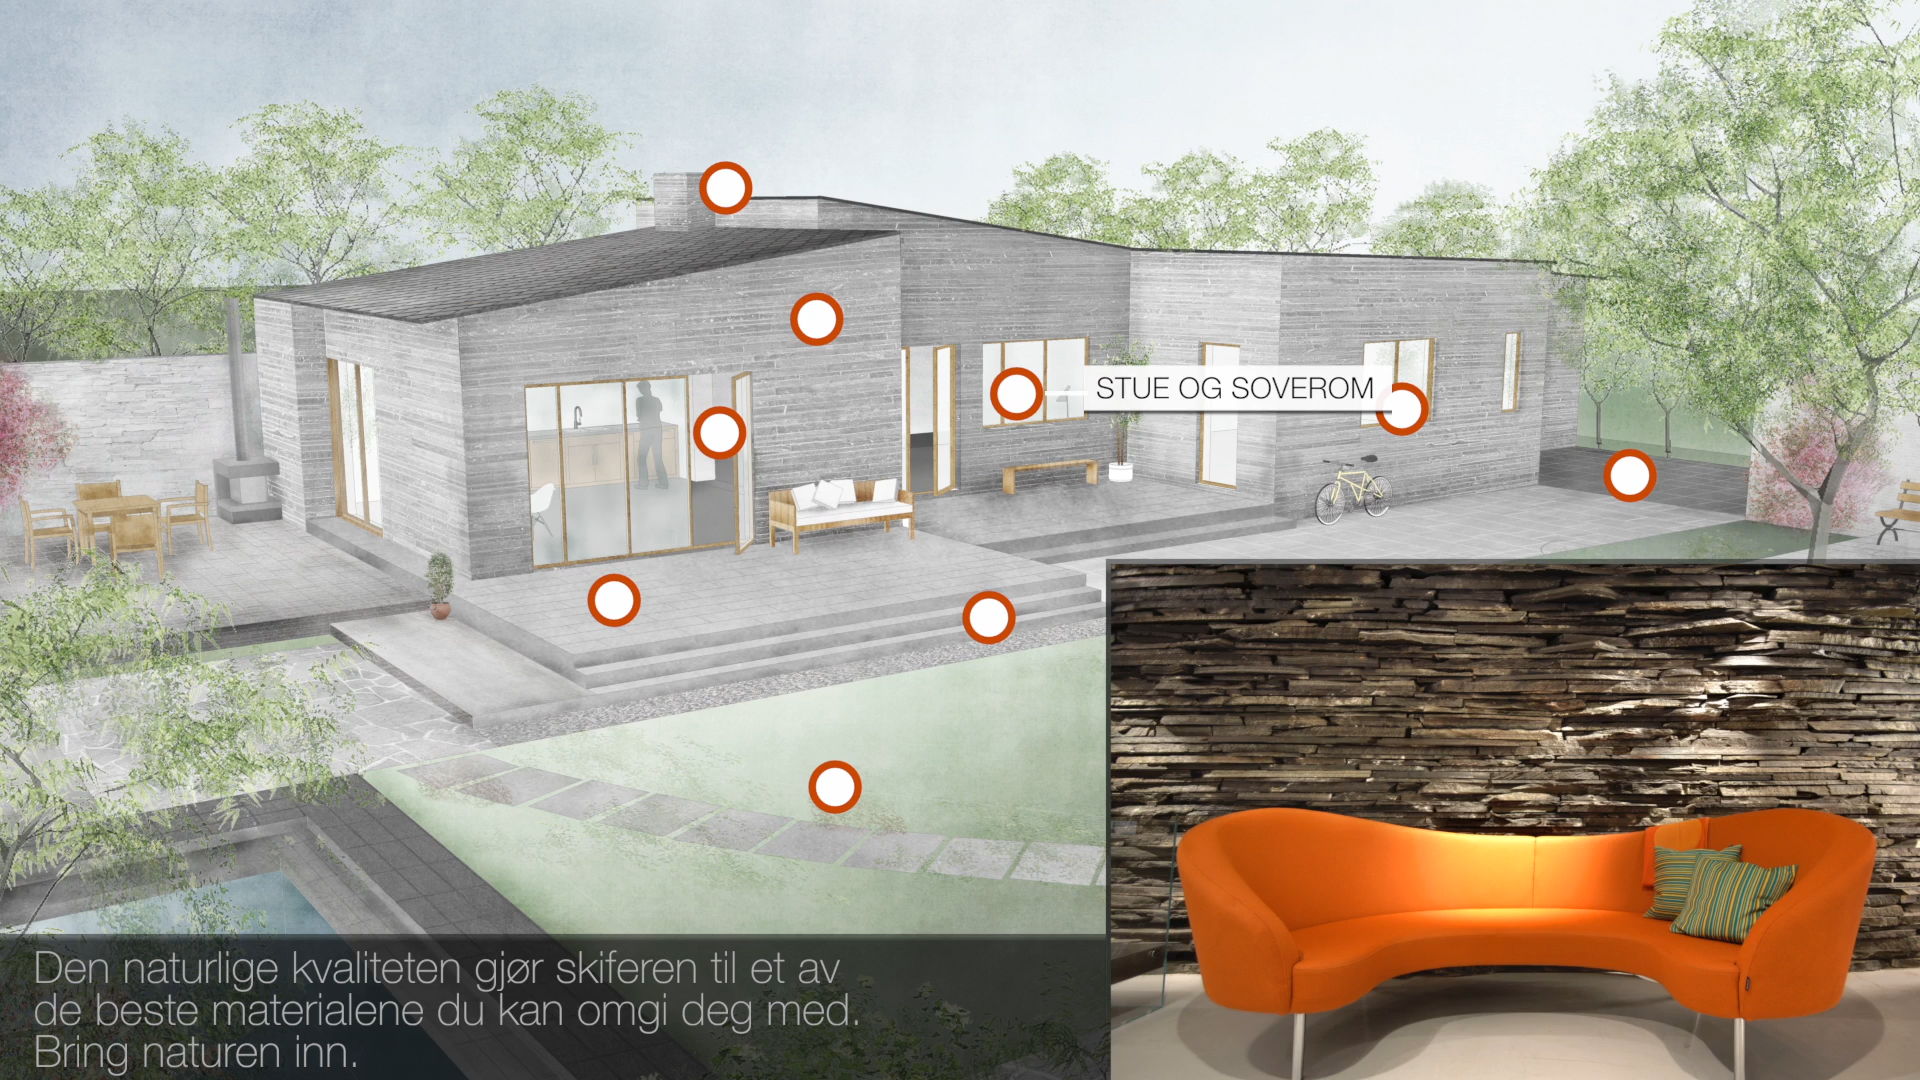 STUE OG SOVEROM
Den naturlige kvaliteten gjør skiferen til et av
de beste materialene du kan omgi deg med.
Bring naturen inn.